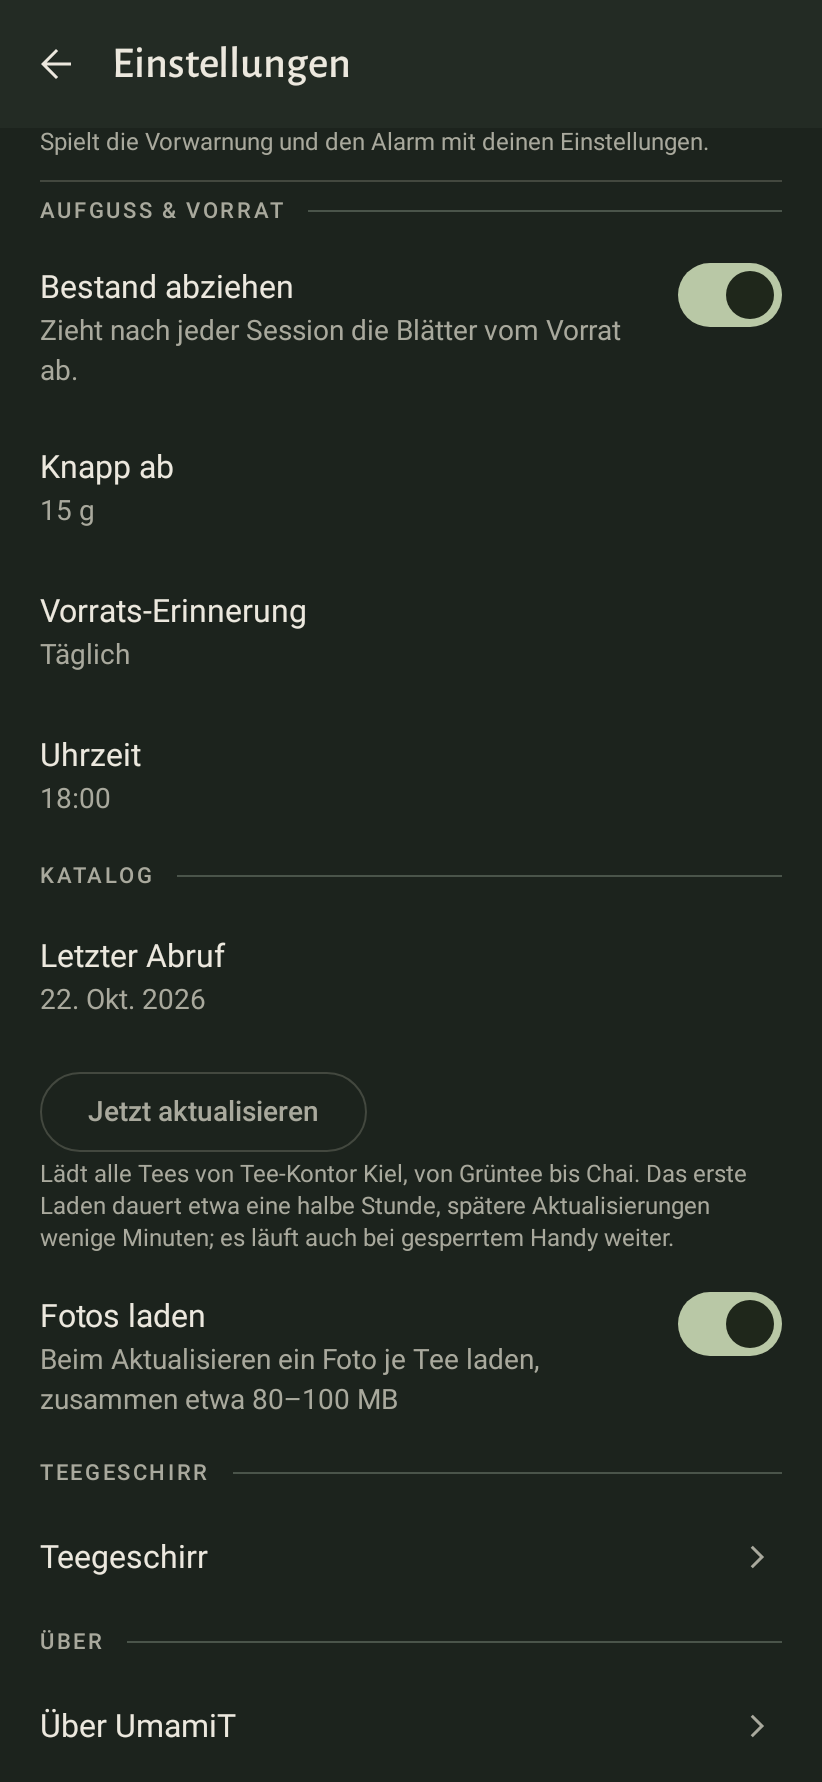 Einstellungen
Spielt die Vorwarnung und den Alarm mit deinen Einstellungen.
AUFGUSS & VORRAT
Bestand abziehen
Zieht nach jeder Session die Blätter vom Vorrat
ab.
Knapp ab
15 g
Vorrats-Erinnerung
Täglich
Uhrzeit
18:00
KATALOG
Letzter Abruf
22. Okt. 2026
Jetzt aktualisieren
Lädt alle Tees von Tee-Kontor Kiel, von Grüntee bis Chai. Das erste
Laden dauert etwa eine halbe Stunde, spätere Aktualisierungen
wenige Minuten; es läuft auch bei gesperrtem Handy weiter.
Fotos laden
Beim Aktualisieren ein Foto je Tee laden,
zusammen etwa 80–100 MB
TEEGESCHIRR
Teegeschirr
ÜBER
Über UmamiT